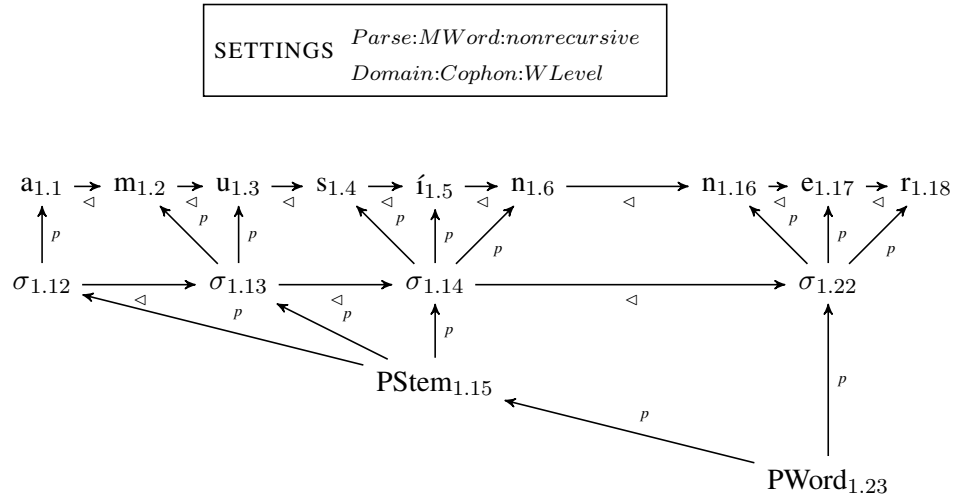 SETTINGS Parse:MWord:nonrecursive
Domain:Cophon:WLevel
a1.1 m1.2 u1.3 s1.4 í1.5 n1.6 n1.16 e1.17 r1.18
◁ ◁ ◁ ◁ ◁ ◁ ◁ ◁
p p p p p p p p p
σ1.12 σ1.13 σ1.14 σ1.22
◁ ◁ ◁
p p p p
PStem1.15
p
PWord1.23